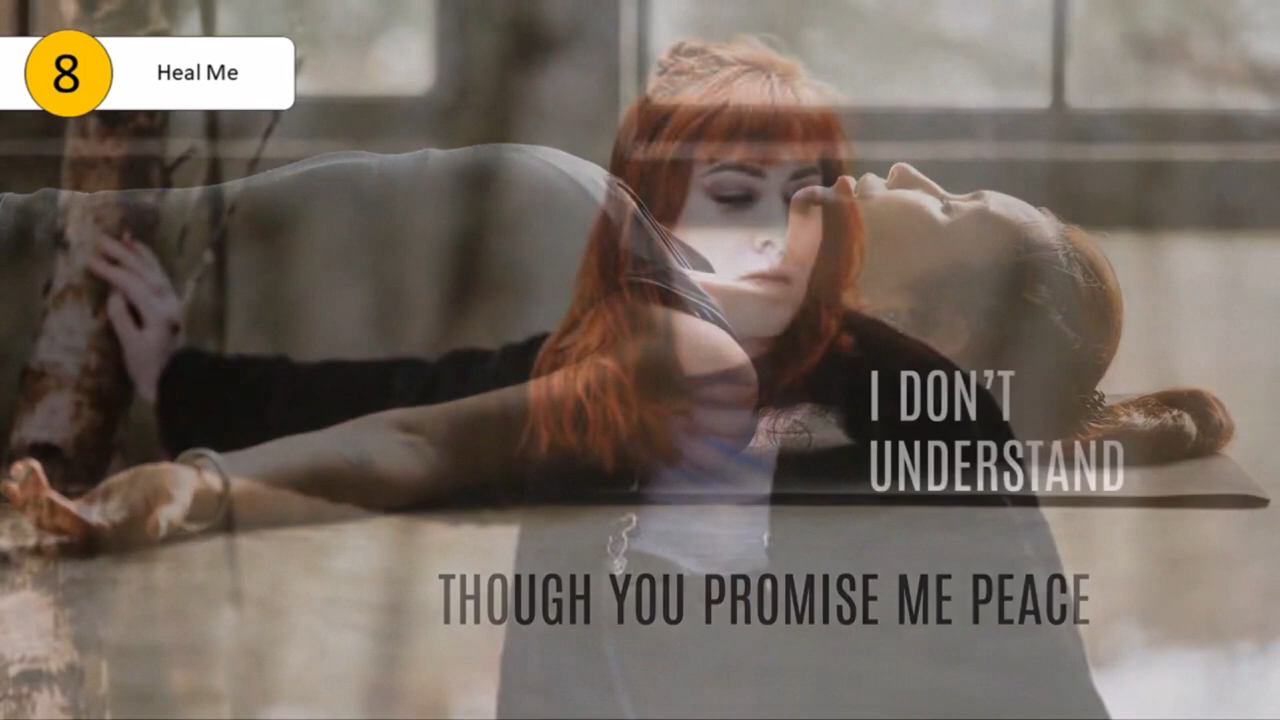 8
Heal Me
I DON'T
UNDERSTAND
THOUGH YOU PROMISE ME PEACE